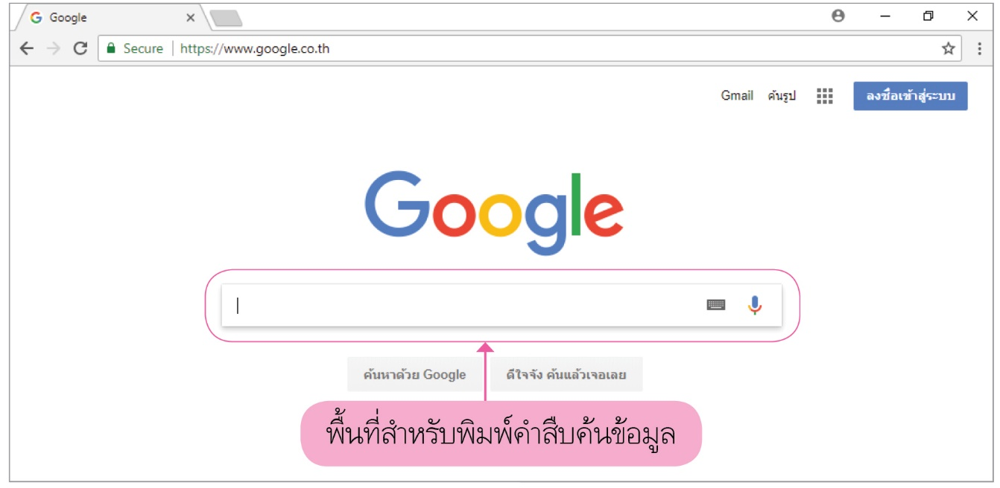 Google
Secure | https://www.google.co.th
Gmail ค้นรูป ลงชื่อเข้าสู่ระบบ
Google
ค้นหาด้วย Google ดีใจจัง ค้นแล้วเจอเลย
พื้นที่สำหรับพิมพ์คำสืบค้นข้อมูล